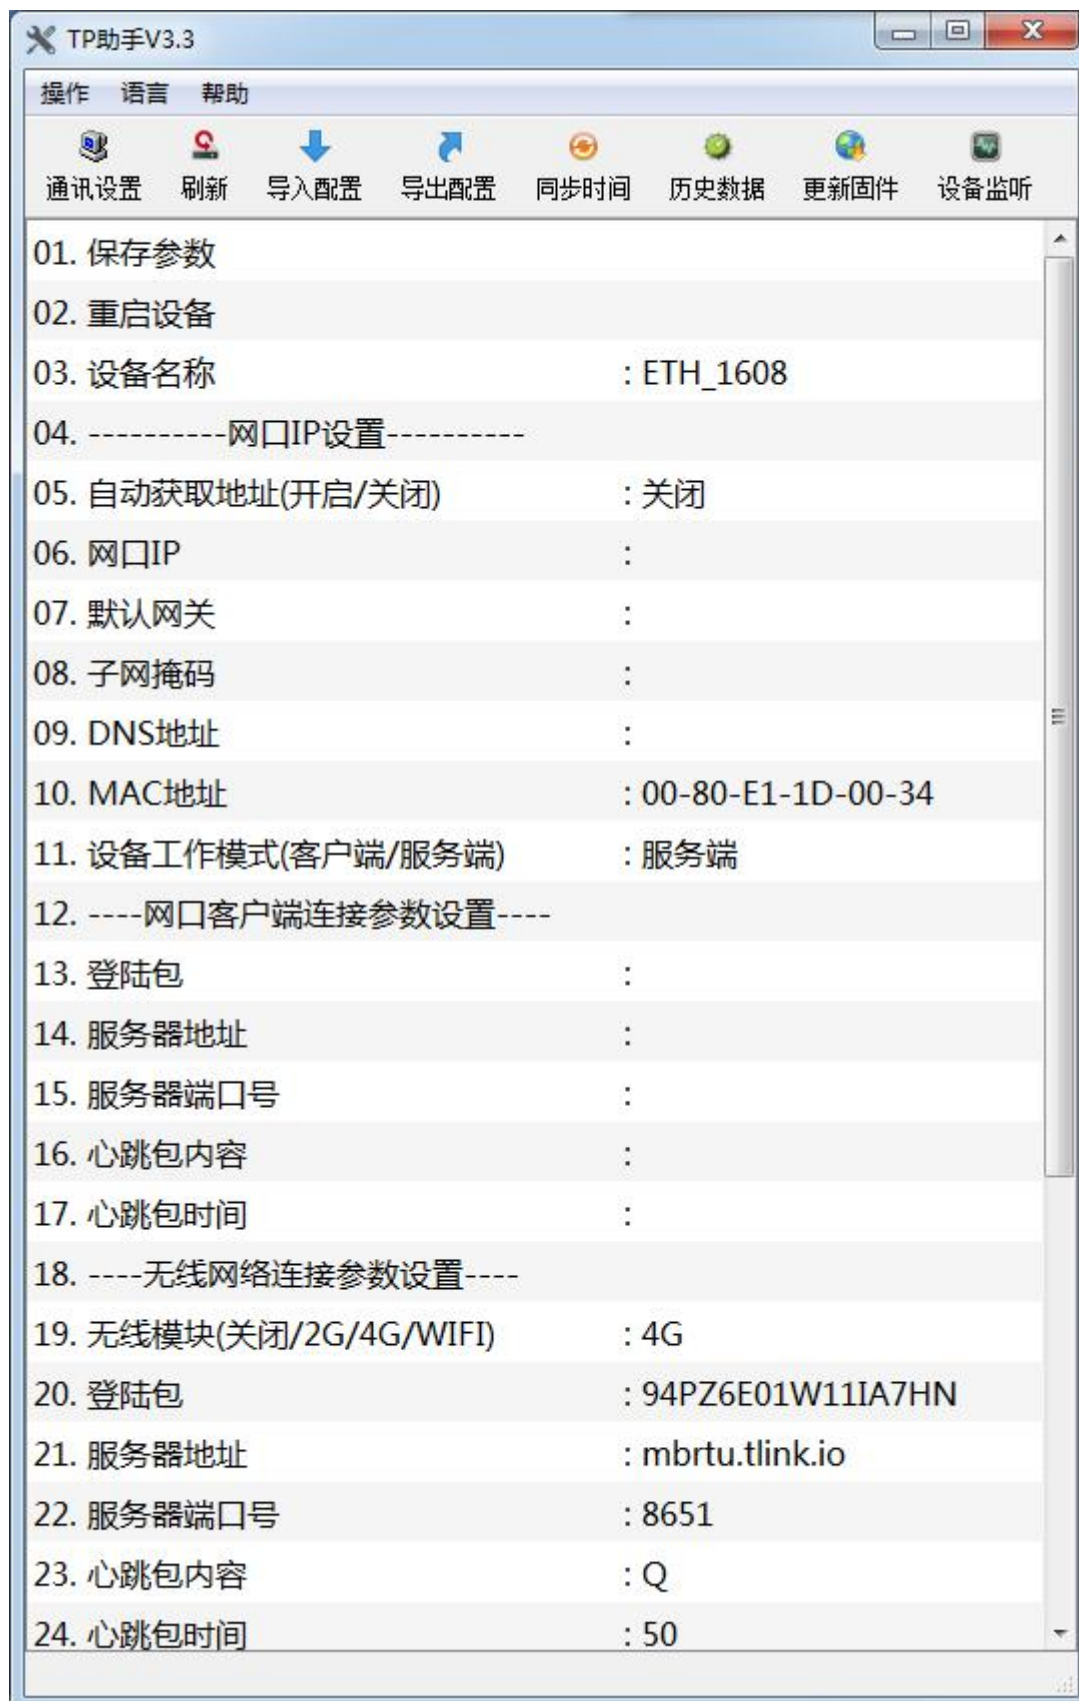 TP助手V3.3
操作 语言 帮助
通讯设置 刷新 导入配置 导出配置 同步时间 历史数据 更新固件 设备监听
01. 保存参数
02. 重启设备
03. 设备名称 : ETH_1608
04. ----------网口IP设置----------
05. 自动获取地址(开启/关闭) : 关闭
06. 网口IP :
07. 默认网关 :
08. 子网掩码 :
09. DNS地址 :
10. MAC地址 : 00-80-E1-1D-00-34
11. 设备工作模式(客户端/服务端) : 服务端
12. ----网口客户端连接参数设置----
13. 登陆包 :
14. 服务器地址 :
15. 服务器端口号 :
16. 心跳包内容 :
17. 心跳包时间 :
18. ----无线网络连接参数设置----
19. 无线模块(关闭/2G/4G/WIFI) : 4G
20. 登陆包 : 94PZ6E01W11IA7HN
21. 服务器地址 : mbrtu.tlink.io
22. 服务器端口号 : 8651
23. 心跳包内容 : Q
24. 心跳包时间 : 50